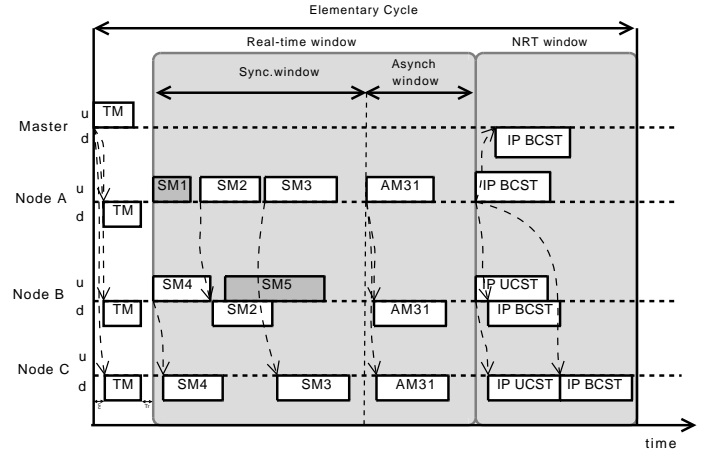 Elementary Cycle
Real-time window NRT window
Sync.window Asynch window
u TM
Master
d IP BCST
u SM1 SM2 SM3 AM31 IP BCST
Node A
d TM
u SM4 SM5 IP UCST
Node B
d TM SM2 AM31 IP BCST
u
Node C
d TM SM4 SM3 AM31 IP UCST IP BCST
time